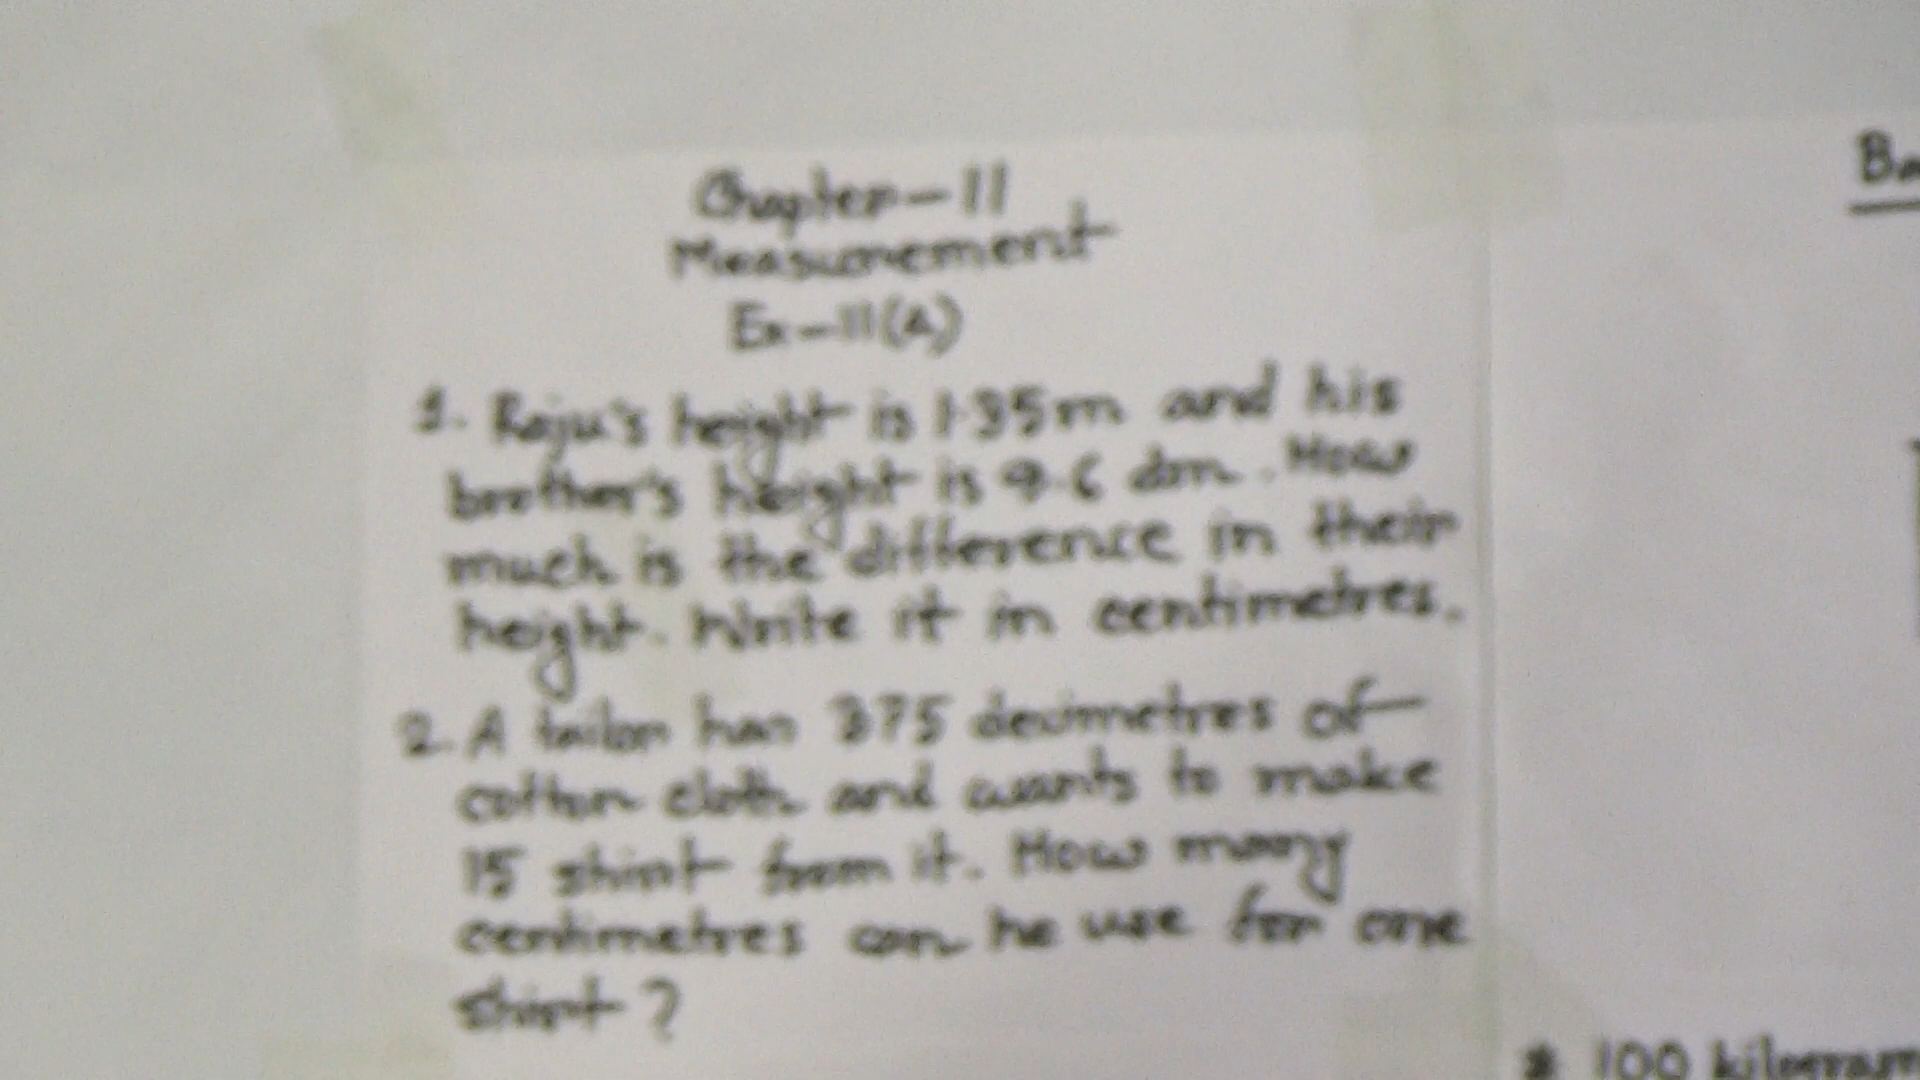 Chapter-11
Measurement
Ex-11(A)
1. Raju's height is 1.35m and his
brother's height is 9.6 dm. How
much is the difference in their
height. Write it in centimetres.
2. A tailor has 375 decimetres of
cotton cloth and wants to make
15 shirt from it. How many
centimetres can he use for one
shirt?
100